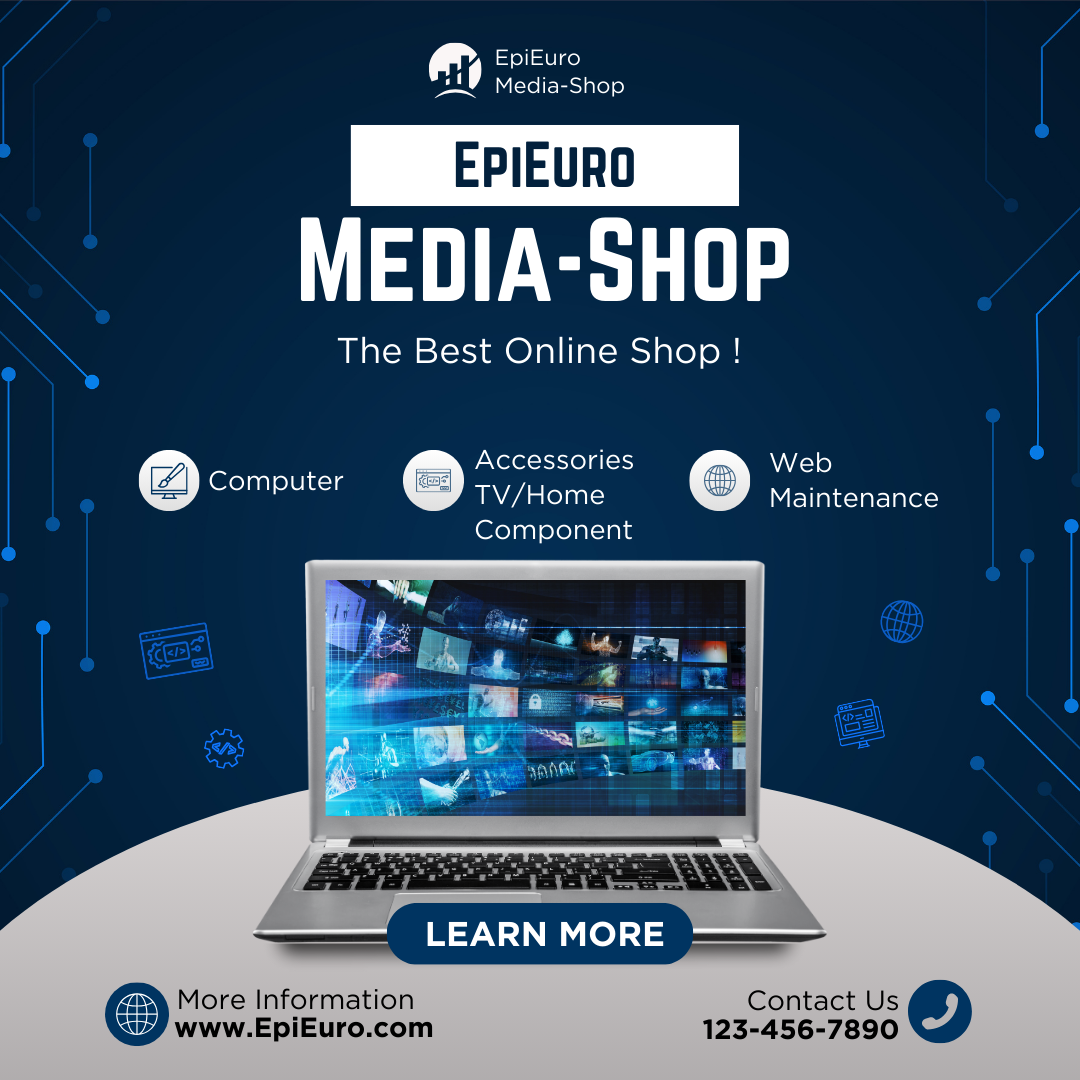 EpiEuro
Media-Shop
EpiEuro
Media-Shop
The Best Online Shop !
Computer
Accessories
TV/Home
Component
Web
Maintenance
LEARN MORE
More Information
www.EpiEuro.com
Contact Us
123-456-7890